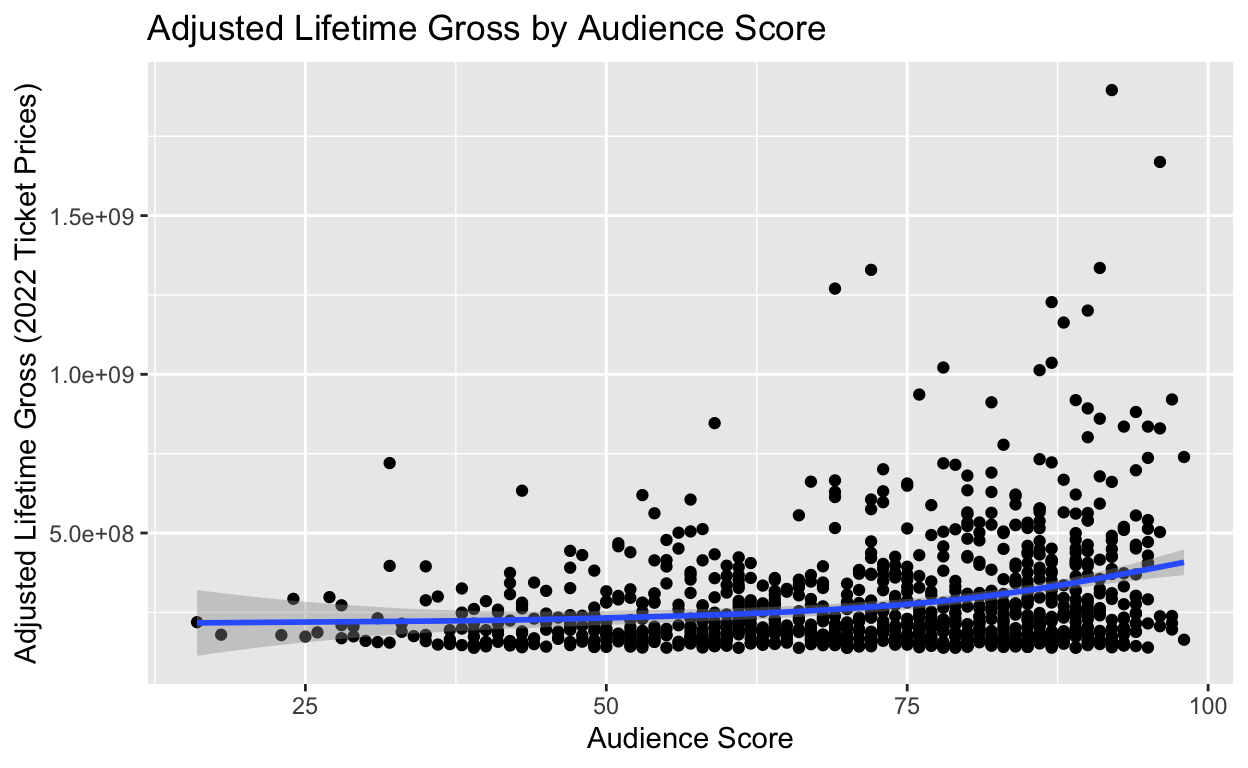 Adjusted Lifetime Gross by Audience Score
Adjusted Lifetime Gross (2022 Ticket Prices)
1.5e+09
1.0e+09
5.0e+08
25 50 75 100
Audience Score